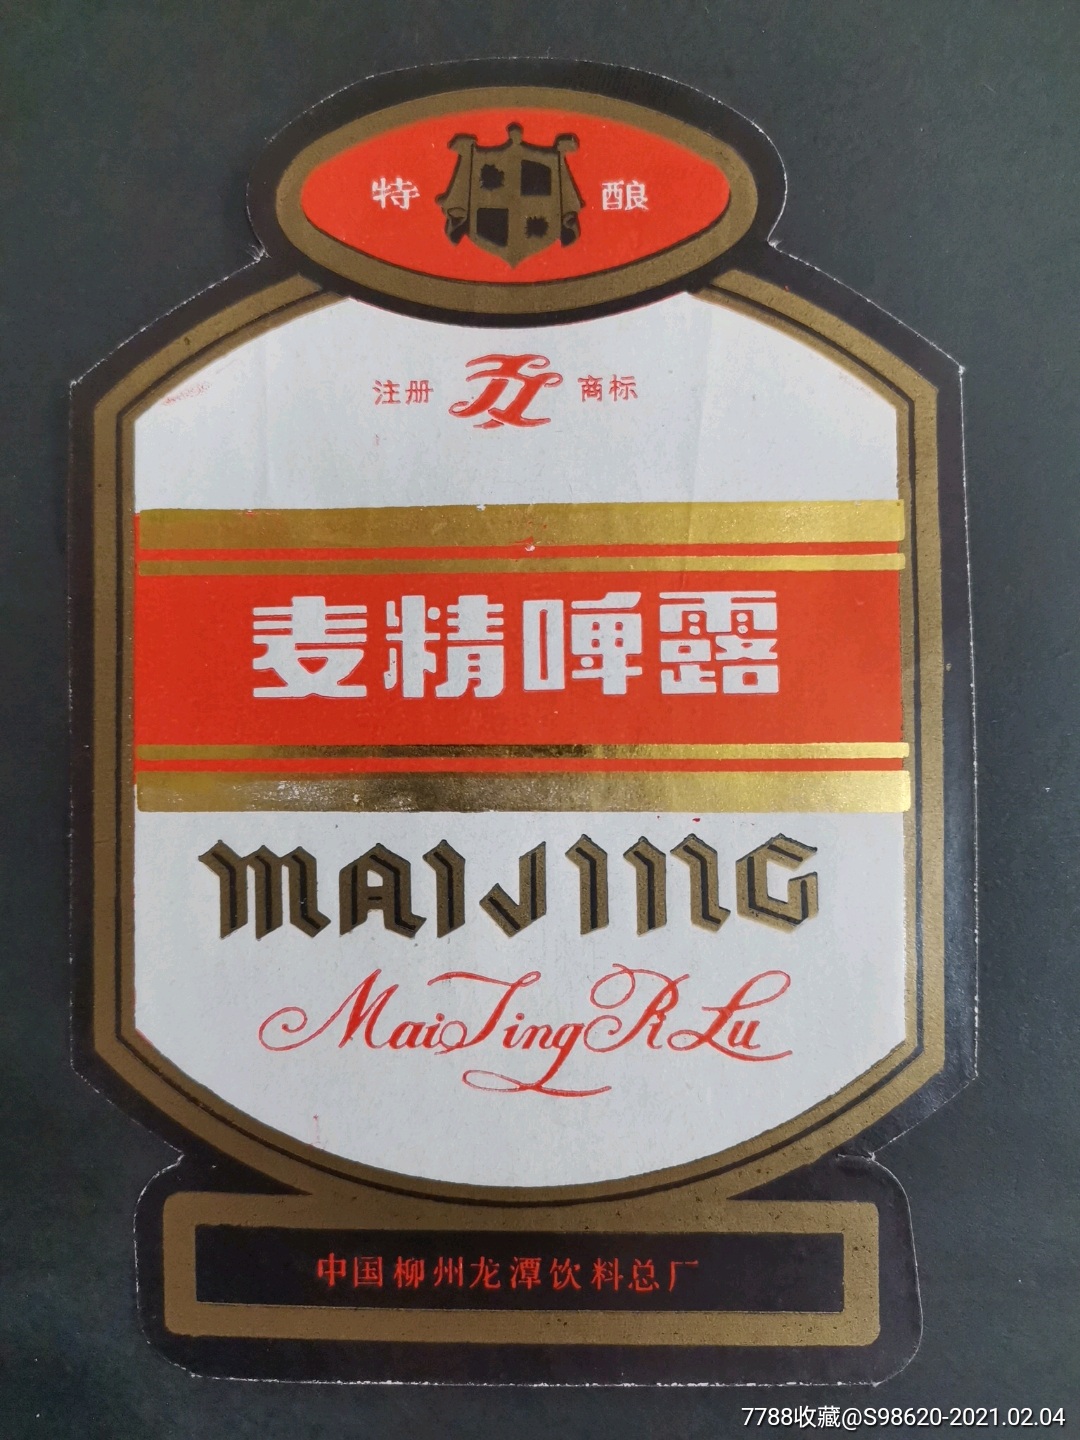 特 酿
注册 商标
麦精啤露
MAIJING
MaiJingPiLu
中国柳州龙潭饮料总厂
7788收藏@S98620-2021.02.04